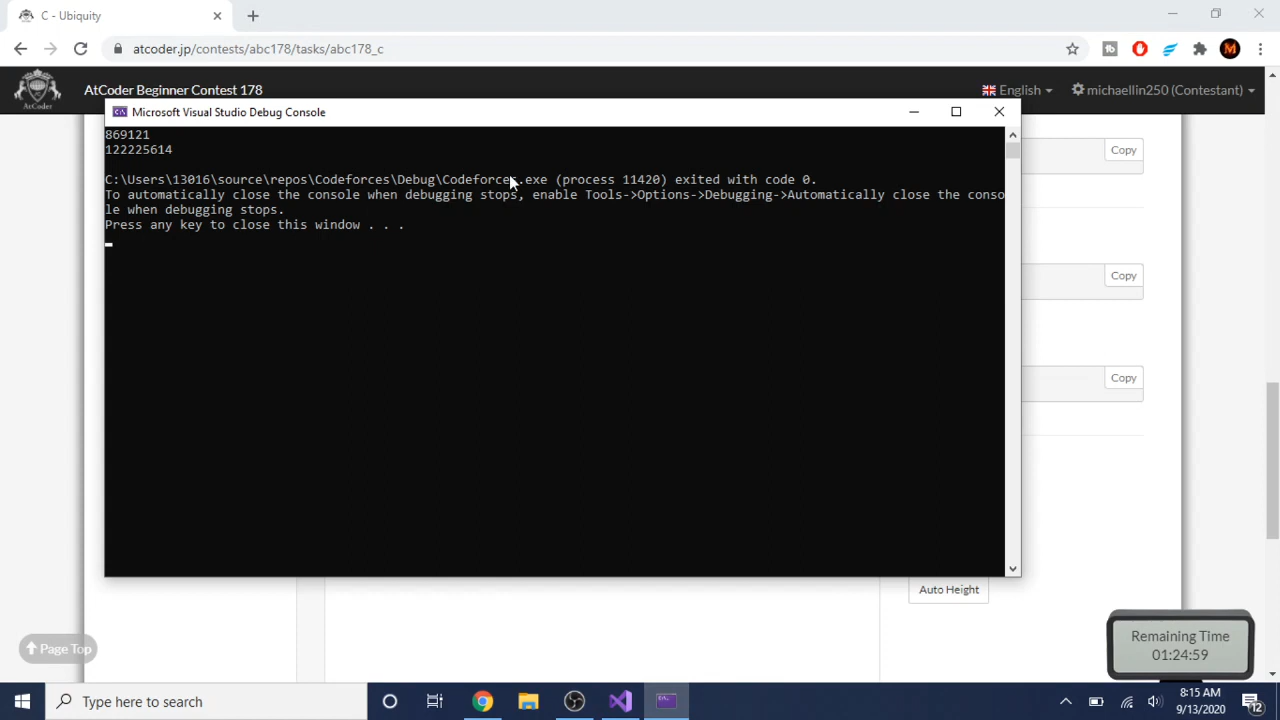 C - Ubiquity
atcoder.jp/contests/abc178/tasks/abc178_c
AtCoder
AtCoder Beginner Contest 178
English
michaellin250 (Contestant)
Microsoft Visual Studio Debug Console
869121
122225614
C:\Users\13016\source\repos\Codeforces\Debug\Codeforces.exe (process 11420) exited with code 0.
To automatically close the console when debugging stops, enable Tools->Options->Debugging->Automatically close the conso
le when debugging stops.
Press any key to close this window . . .
Copy
Copy
Copy
Auto Height
Page Top
Remaining Time
01:24:59
Type here to search
8:15 AM
9/13/2020
12